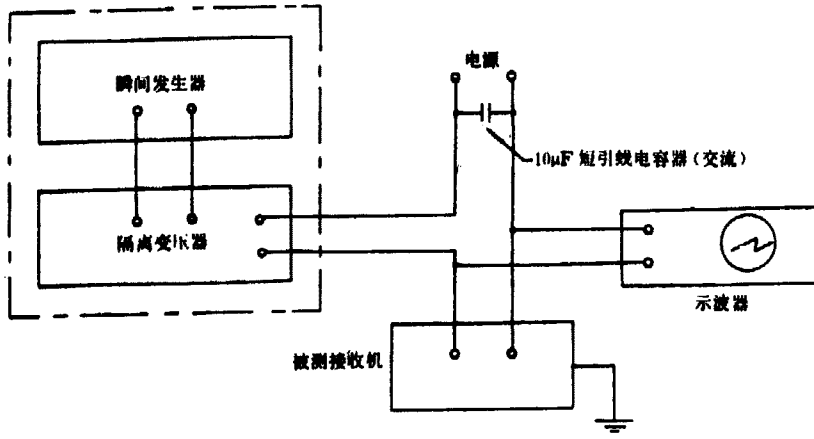 瞬间发生器
电源
10μF 短引线电容器(交流)
隔离变压器
示波器
被测接收机